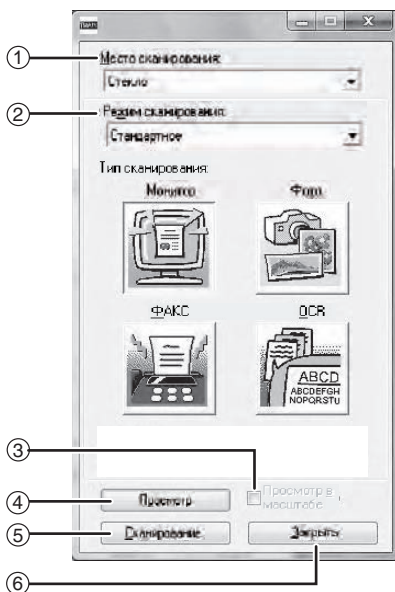 ① Место сканирования:
Стекло
② Режим сканирования:
Стандартное
Тип сканирования:
Монитор Фото
ФАКС OCR
ABCD
ABCDEFGH
NOPQRSTU
③ Просмотр в
масштабе
④ Просмотр
⑤ Сканирование Закрыть
⑥